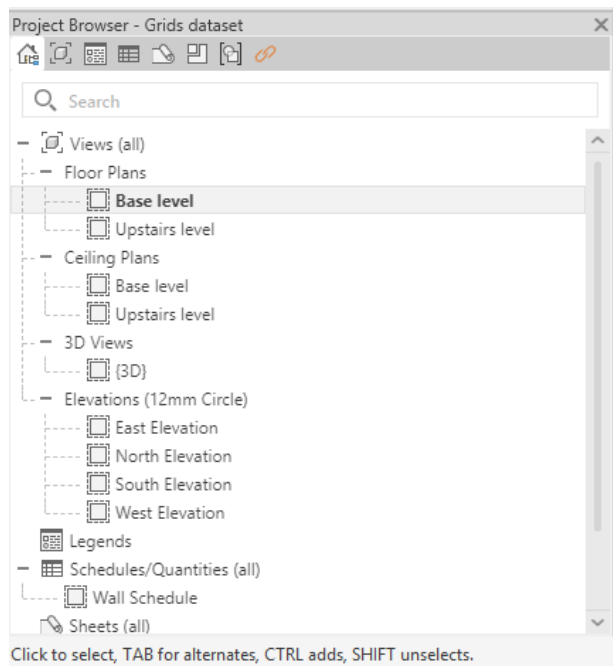 Project Browser - Grids dataset
Search
Views (all)
Floor Plans
Base level
Upstairs level
Ceiling Plans
Base level
Upstairs level
3D Views
{3D}
Elevations (12mm Circle)
East Elevation
North Elevation
South Elevation
West Elevation
Legends
Schedules/Quantities (all)
Wall Schedule
Sheets (all)
Click to select, TAB for alternates, CTRL adds, SHIFT unselects.